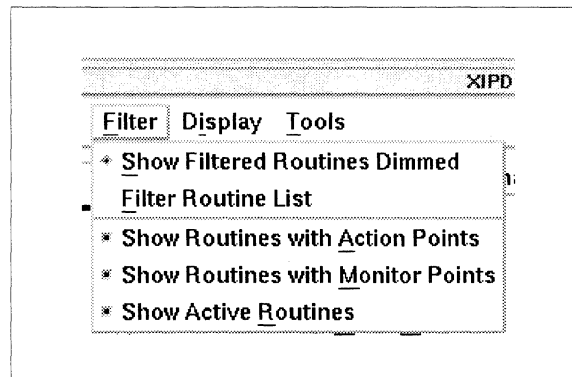 XIPD
Filter Display Tools
Show Filtered Routines Dimmed
Filter Routine List
Show Routines with Action Points
Show Routines with Monitor Points
Show Active Routines